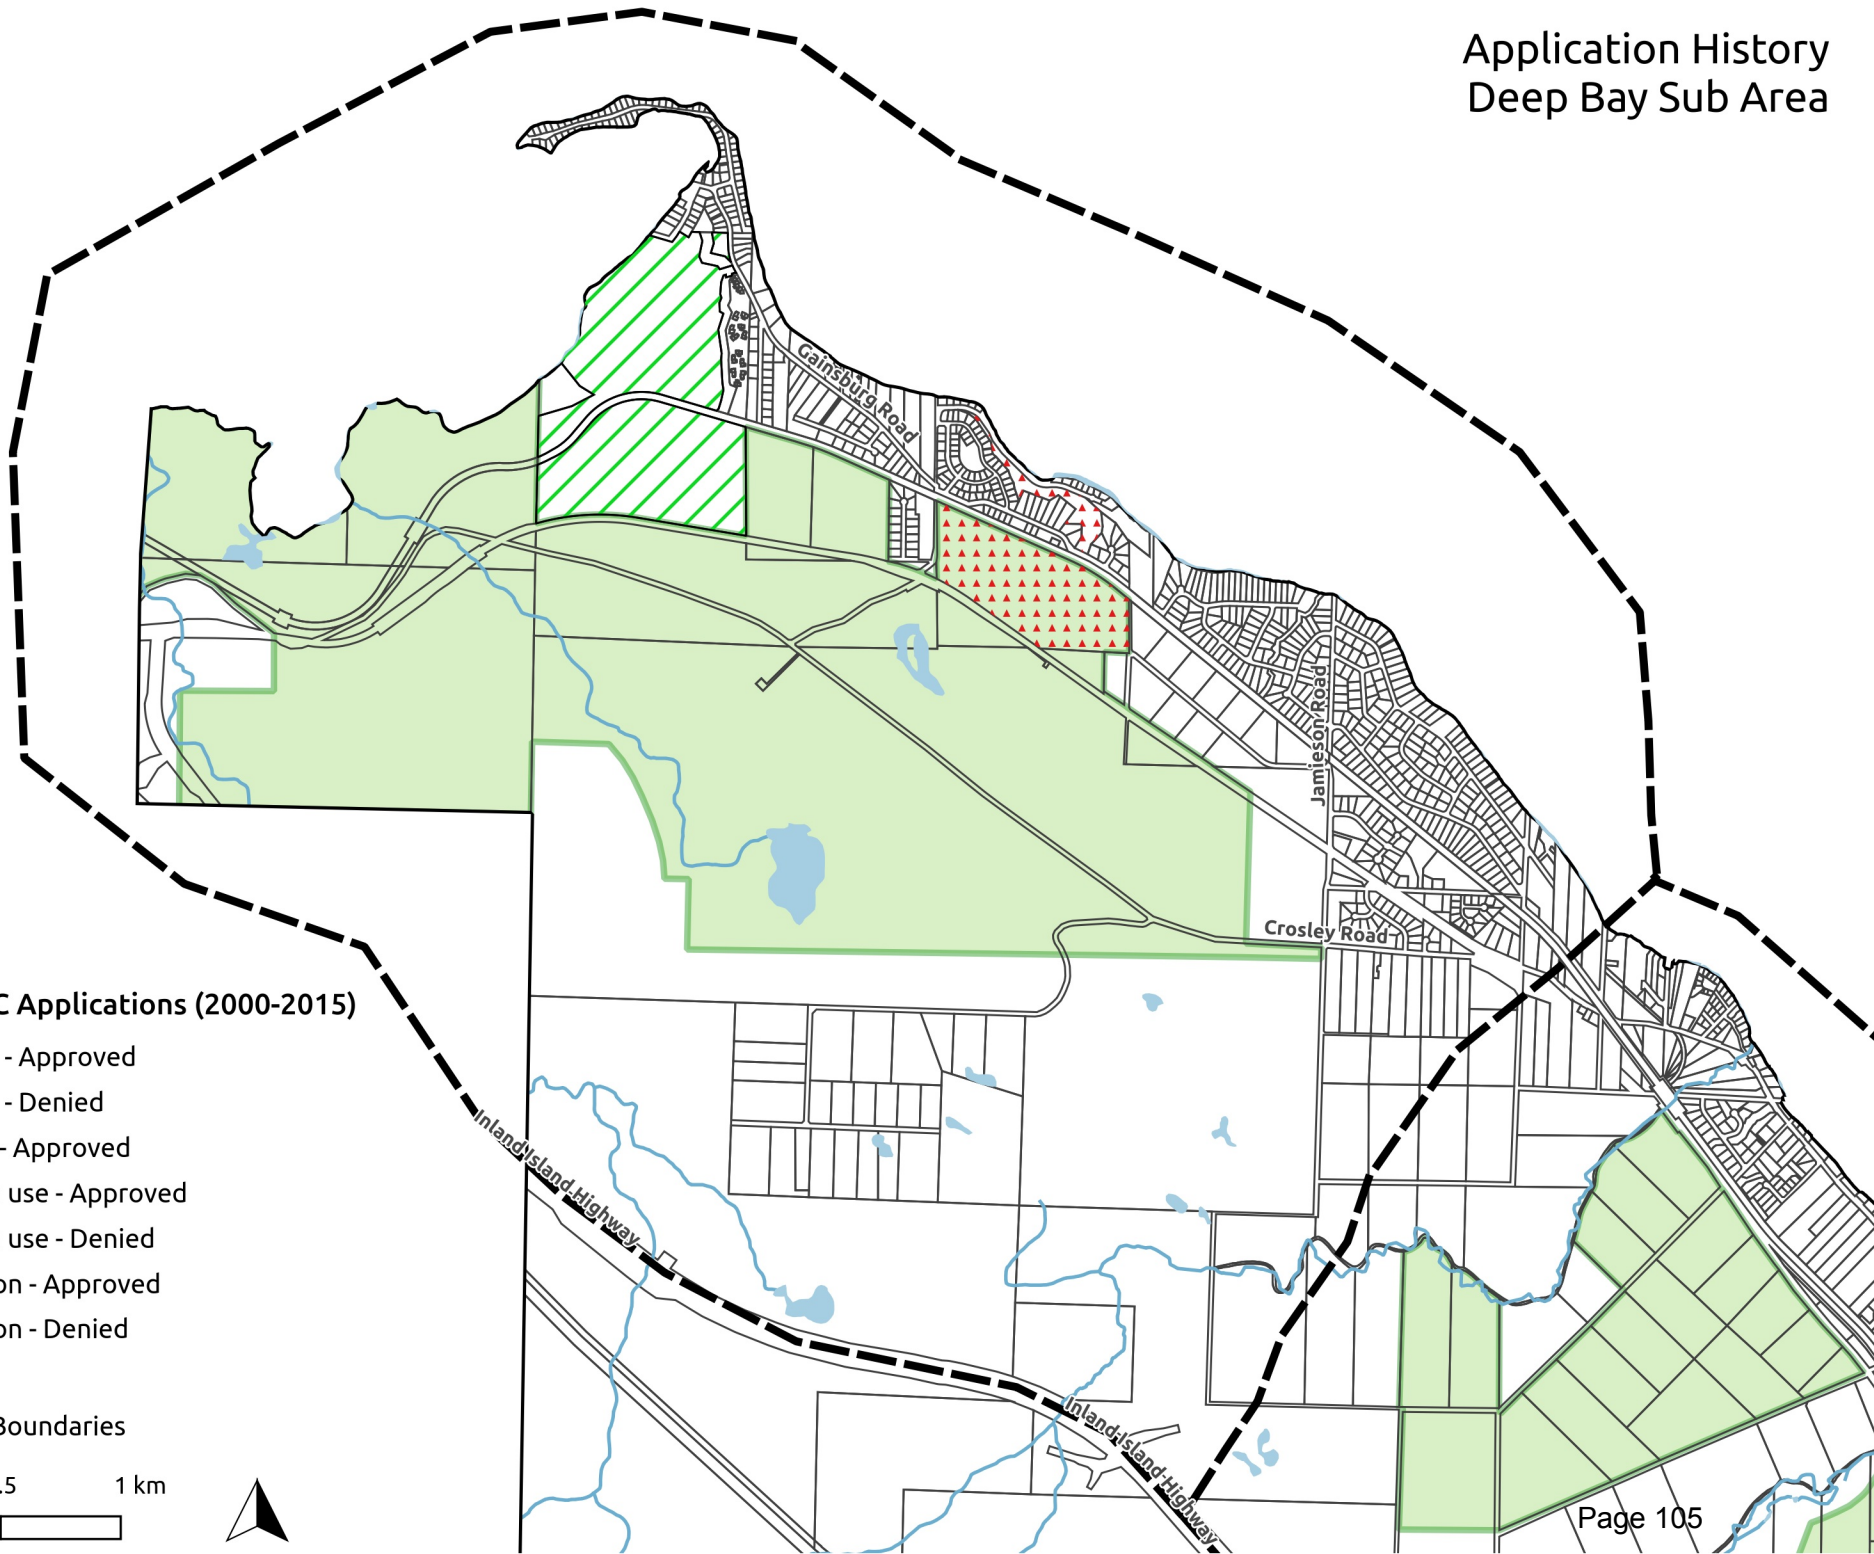 Application History
Deep Bay Sub Area
Gainsburg Road
Jamieson Road
Crosley Road
C Applications (2000-2015)
- Approved
- Denied
- Approved
use - Approved
use - Denied
on - Approved
on - Denied
Boundaries
.5 1 km
Inland Island Highway
Inland Island Highway
Page 105